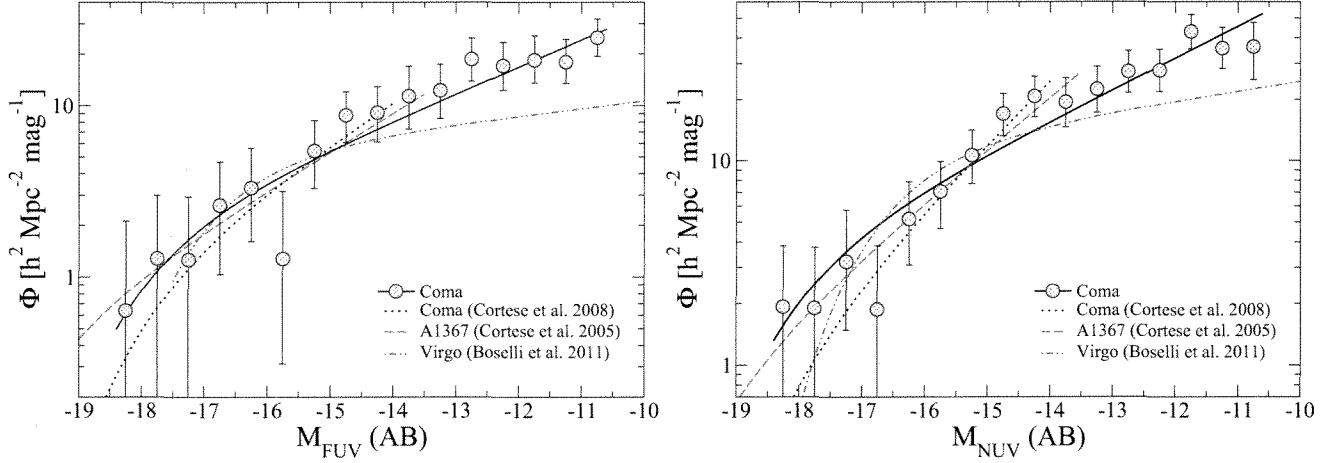 Φ [h² Mpc⁻² mag⁻¹]
10
1
Coma
Coma (Cortese et al. 2008)
A1367 (Cortese et al. 2005)
Virgo (Boselli et al. 2011)
-19 -18 -17 -16 -15 -14 -13 -12 -11 -10
M_FUV (AB)
Φ [h² Mpc⁻² mag⁻¹]
10
1
Coma
Coma (Cortese et al. 2008)
A1367 (Cortese et al. 2005)
Virgo (Boselli et al. 2011)
-19 -18 -17 -16 -15 -14 -13 -12 -11 -10
M_NUV (AB)